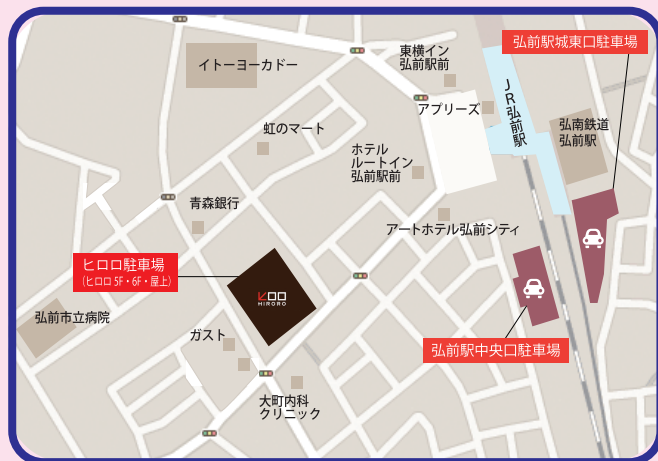 弘前駅城東口駐車場
東横イン
弘前駅前
イトーヨーカドー
JR弘前駅
アプリーズ
弘南鉄道
弘前駅
虹のマート
ホテル
ルートイン
弘前駅前
青森銀行
アートホテル弘前シティ
ヒロロ駐車場
(ヒロロ 5F・6F・屋上)
HIRORO
弘前市立病院
ガスト
弘前駅中央口駐車場
大町内科
クリニック